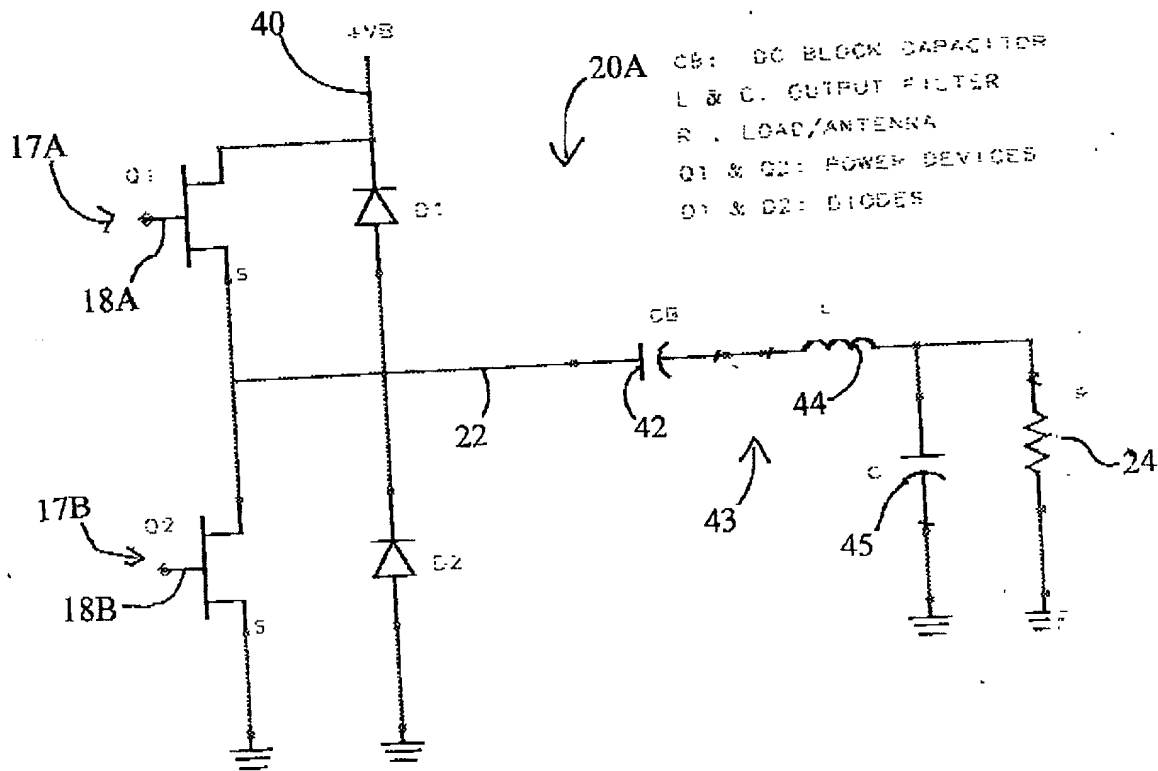 40
20A
CB: DC BLOCK CAPACITOR
L & C. OUTPUT FILTER
R . LOAD/ANTENNA
Q1 & Q2: POWER DEVICES
D1 & D2: DIODES
17A
Q1
18A
S
D1
CB
L
42
44
22
43
C
45
24
17B
Q2
18B
S
D2